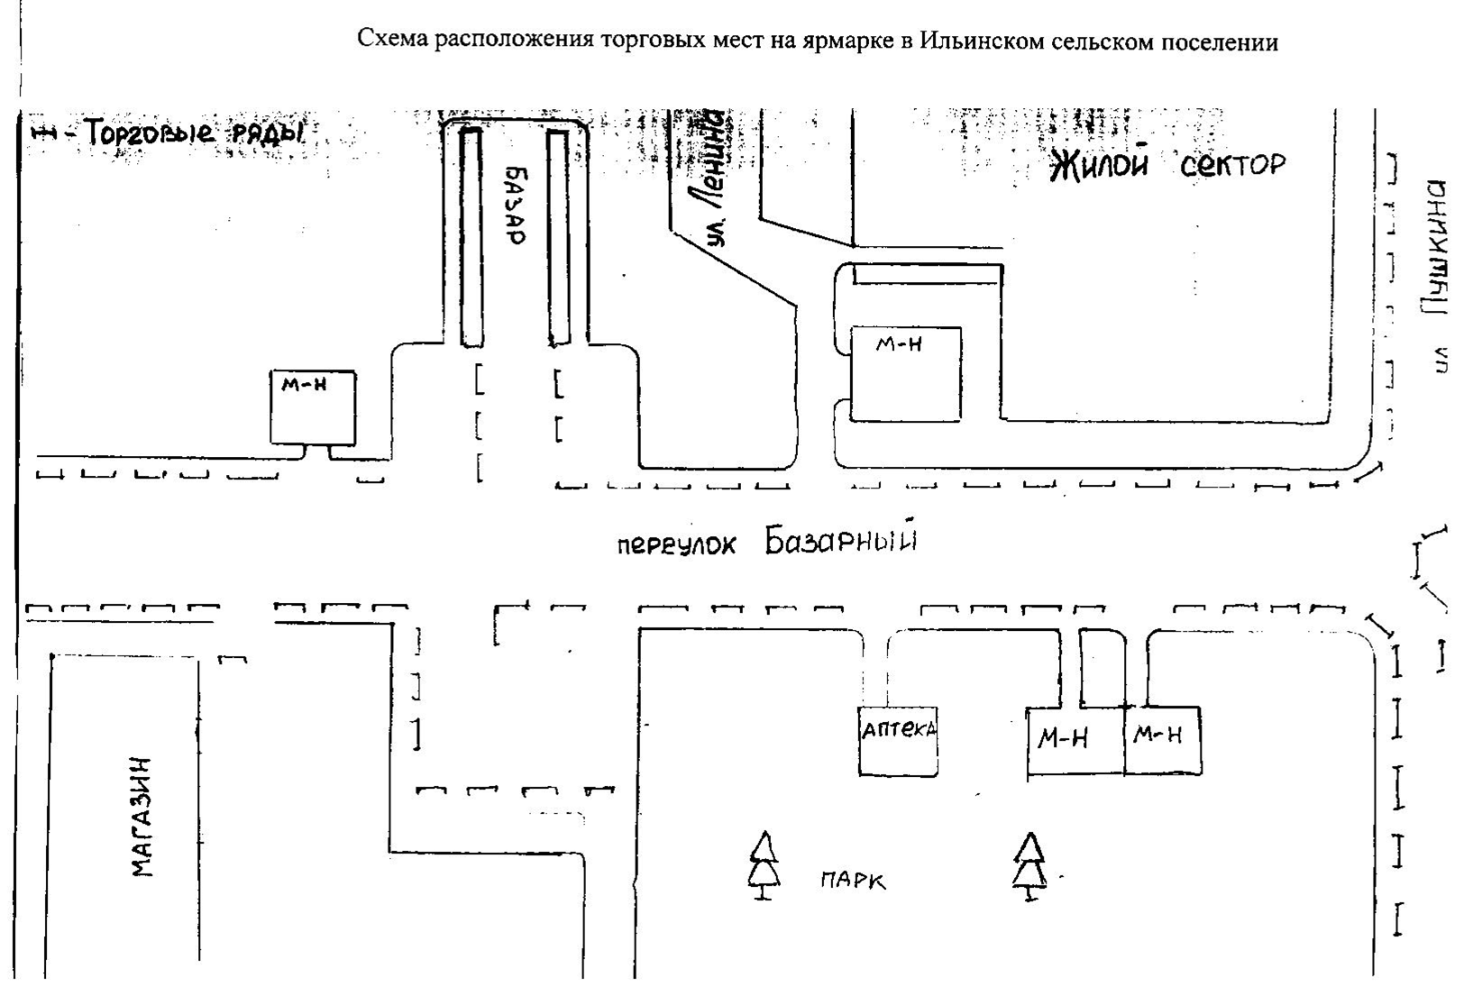 Схема расположения торговых мест на ярмарке в Ильинском сельском поселении
- Торговые ряды
БАЗАР
ул. Ленина
Жилой сектор
ул Пушкина
М-Н
М-Н
переулок Базарный
МАГАЗИН
АПТЕКА
М-Н
М-Н
ПАРК